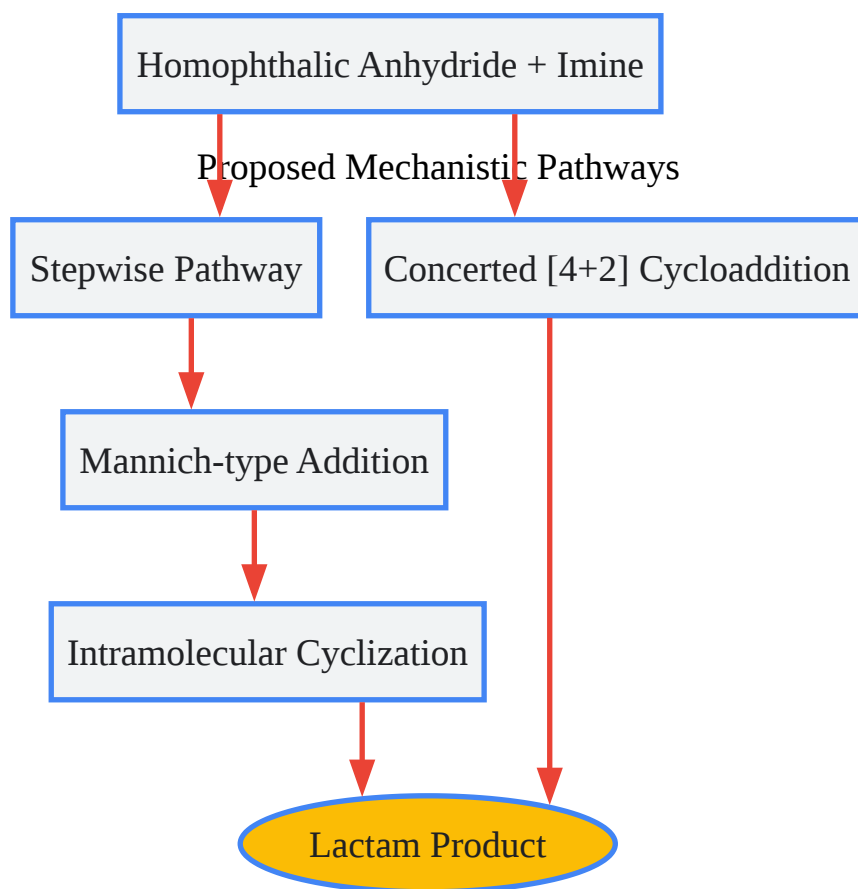 Homophthalic Anhydride + Imine
Proposed Mechanistic Pathways
Stepwise Pathway
Concerted [4+2] Cycloaddition
Mannich-type Addition
Intramolecular Cyclization
Lactam Product